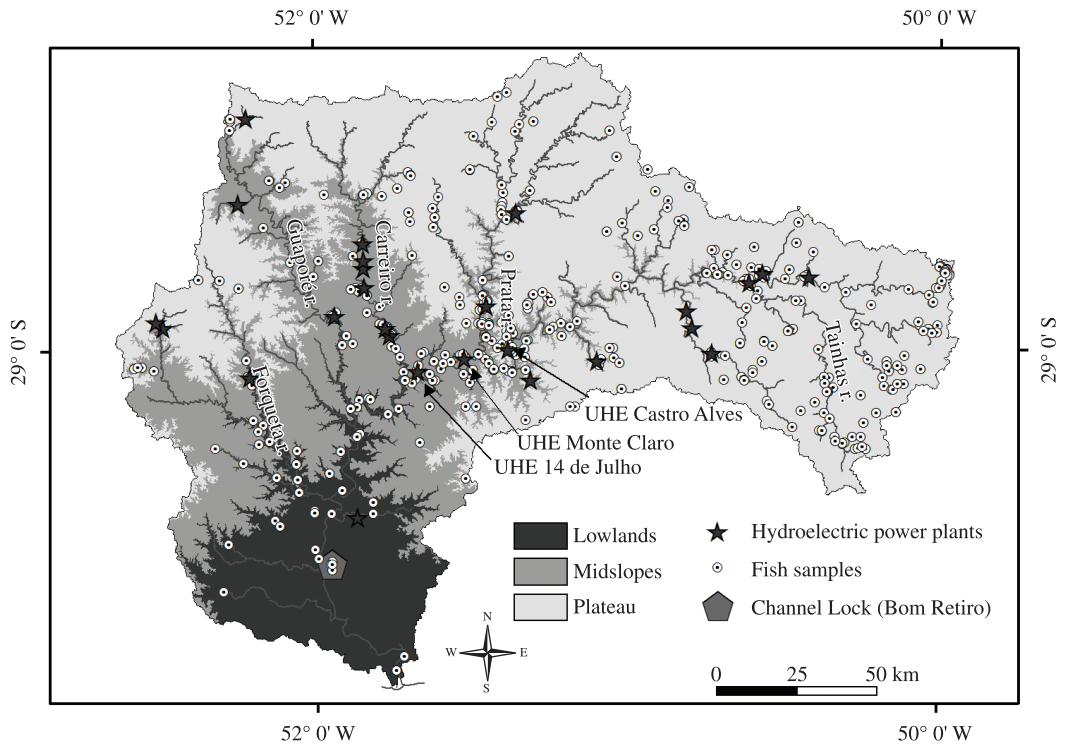 52° 0' W
50° 0' W
29° 0' S
29° 0' S
Guaporé r.
Carreiro r.
Prata r.
Tainhas r.
Forqueta r.
UHE Castro Alves
UHE Monte Claro
UHE 14 de Julho
Lowlands
Midslopes
Plateau
Hydroelectric power plants
Fish samples
Channel Lock (Bom Retiro)
N
W
E
S
0 25 50 km
52° 0' W
50° 0' W